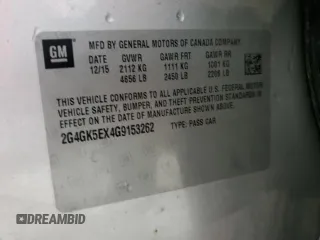 GM
MFD BY GENERAL MOTORS OF CANADA COMPANY
GVWR GAWR FRT GAWR RR
12/15 2112 KG 1111 KG 1001 KG
4656 LB 2450 LB 2208 LB
THIS VEHICLE CONFORMS TO ALL APPLICABLE U.S. FEDERAL MOTOR
VEHICLE SAFETY, BUMPER, AND THEFT PREVENTION STANDARDS IN
EFFECT ON THE DATE OF MANUFACTURE SHOWN ABOVE.
2G4GK5EX4G9153262
TYPE: PASS CAR
DREAMBID